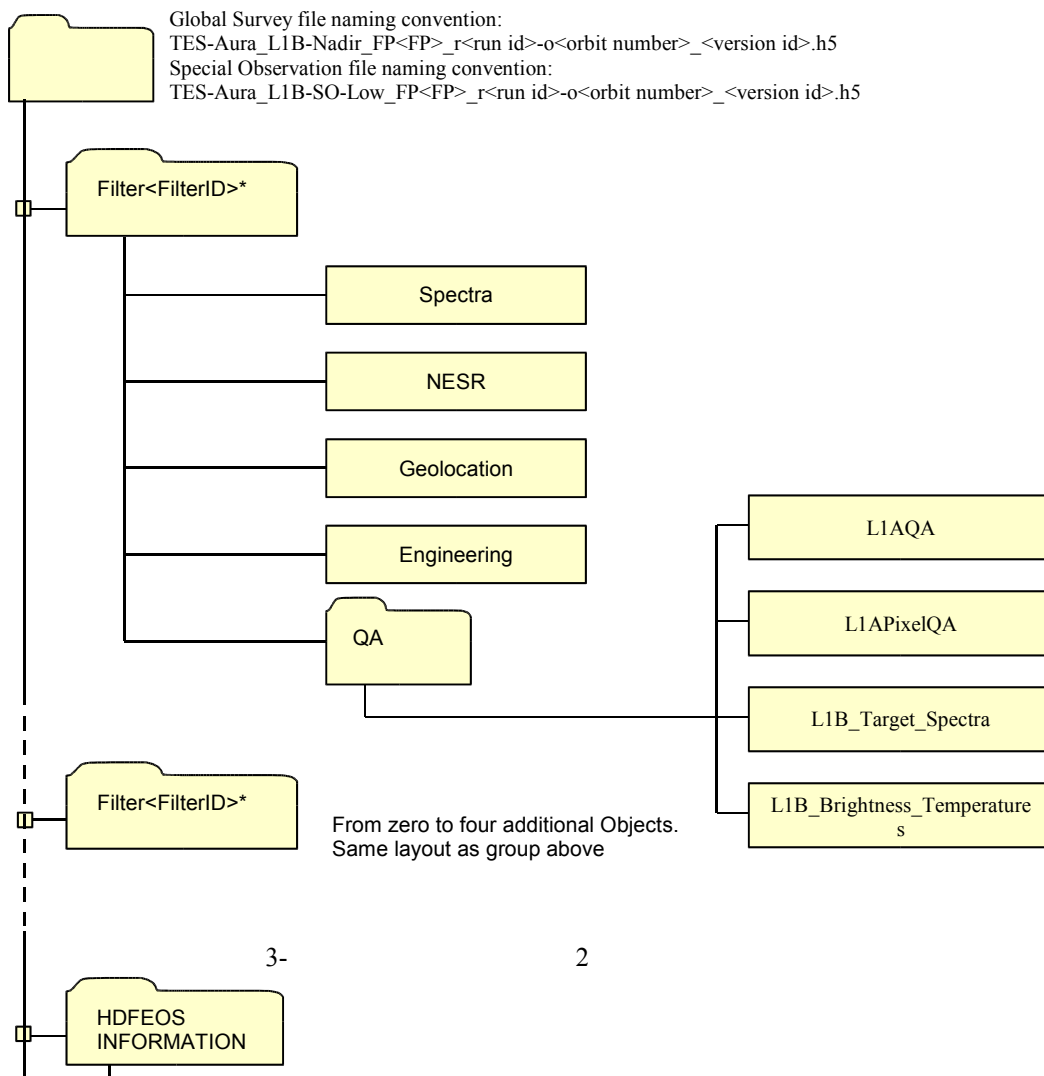 Global Survey file naming convention:
TES-Aura_L1B-Nadir_FP<FP>_r<run id>-o<orbit number>_<version id>.h5
Special Observation file naming convention:
TES-Aura_L1B-SO-Low_FP<FP>_r<run id>-o<orbit number>_<version id>.h5
Filter<FilterID>*
Spectra
NESR
Geolocation
Engineering
QA
L1AQA
L1APixelQA
L1B_Target_Spectra
L1B_Brightness_Temperature
s
Filter<FilterID>*
From zero to four additional Objects.
Same layout as group above
3- 2
HDFEOS
INFORMATION